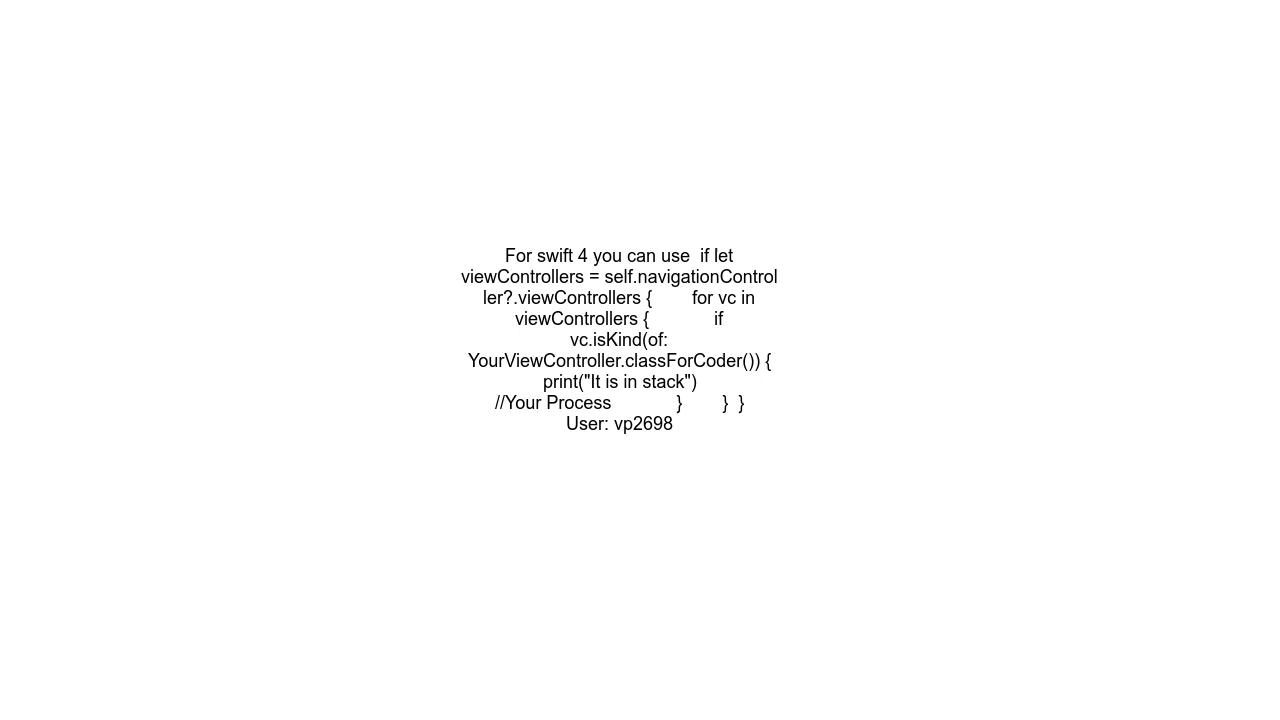 For swift 4 you can use  if let
viewControllers = self.navigationControl
ler?.viewControllers {        for vc in
viewControllers {             if
vc.isKind(of:
YourViewController.classForCoder()) {
print("It is in stack")
//Your Process             }        }  }
User: vp2698